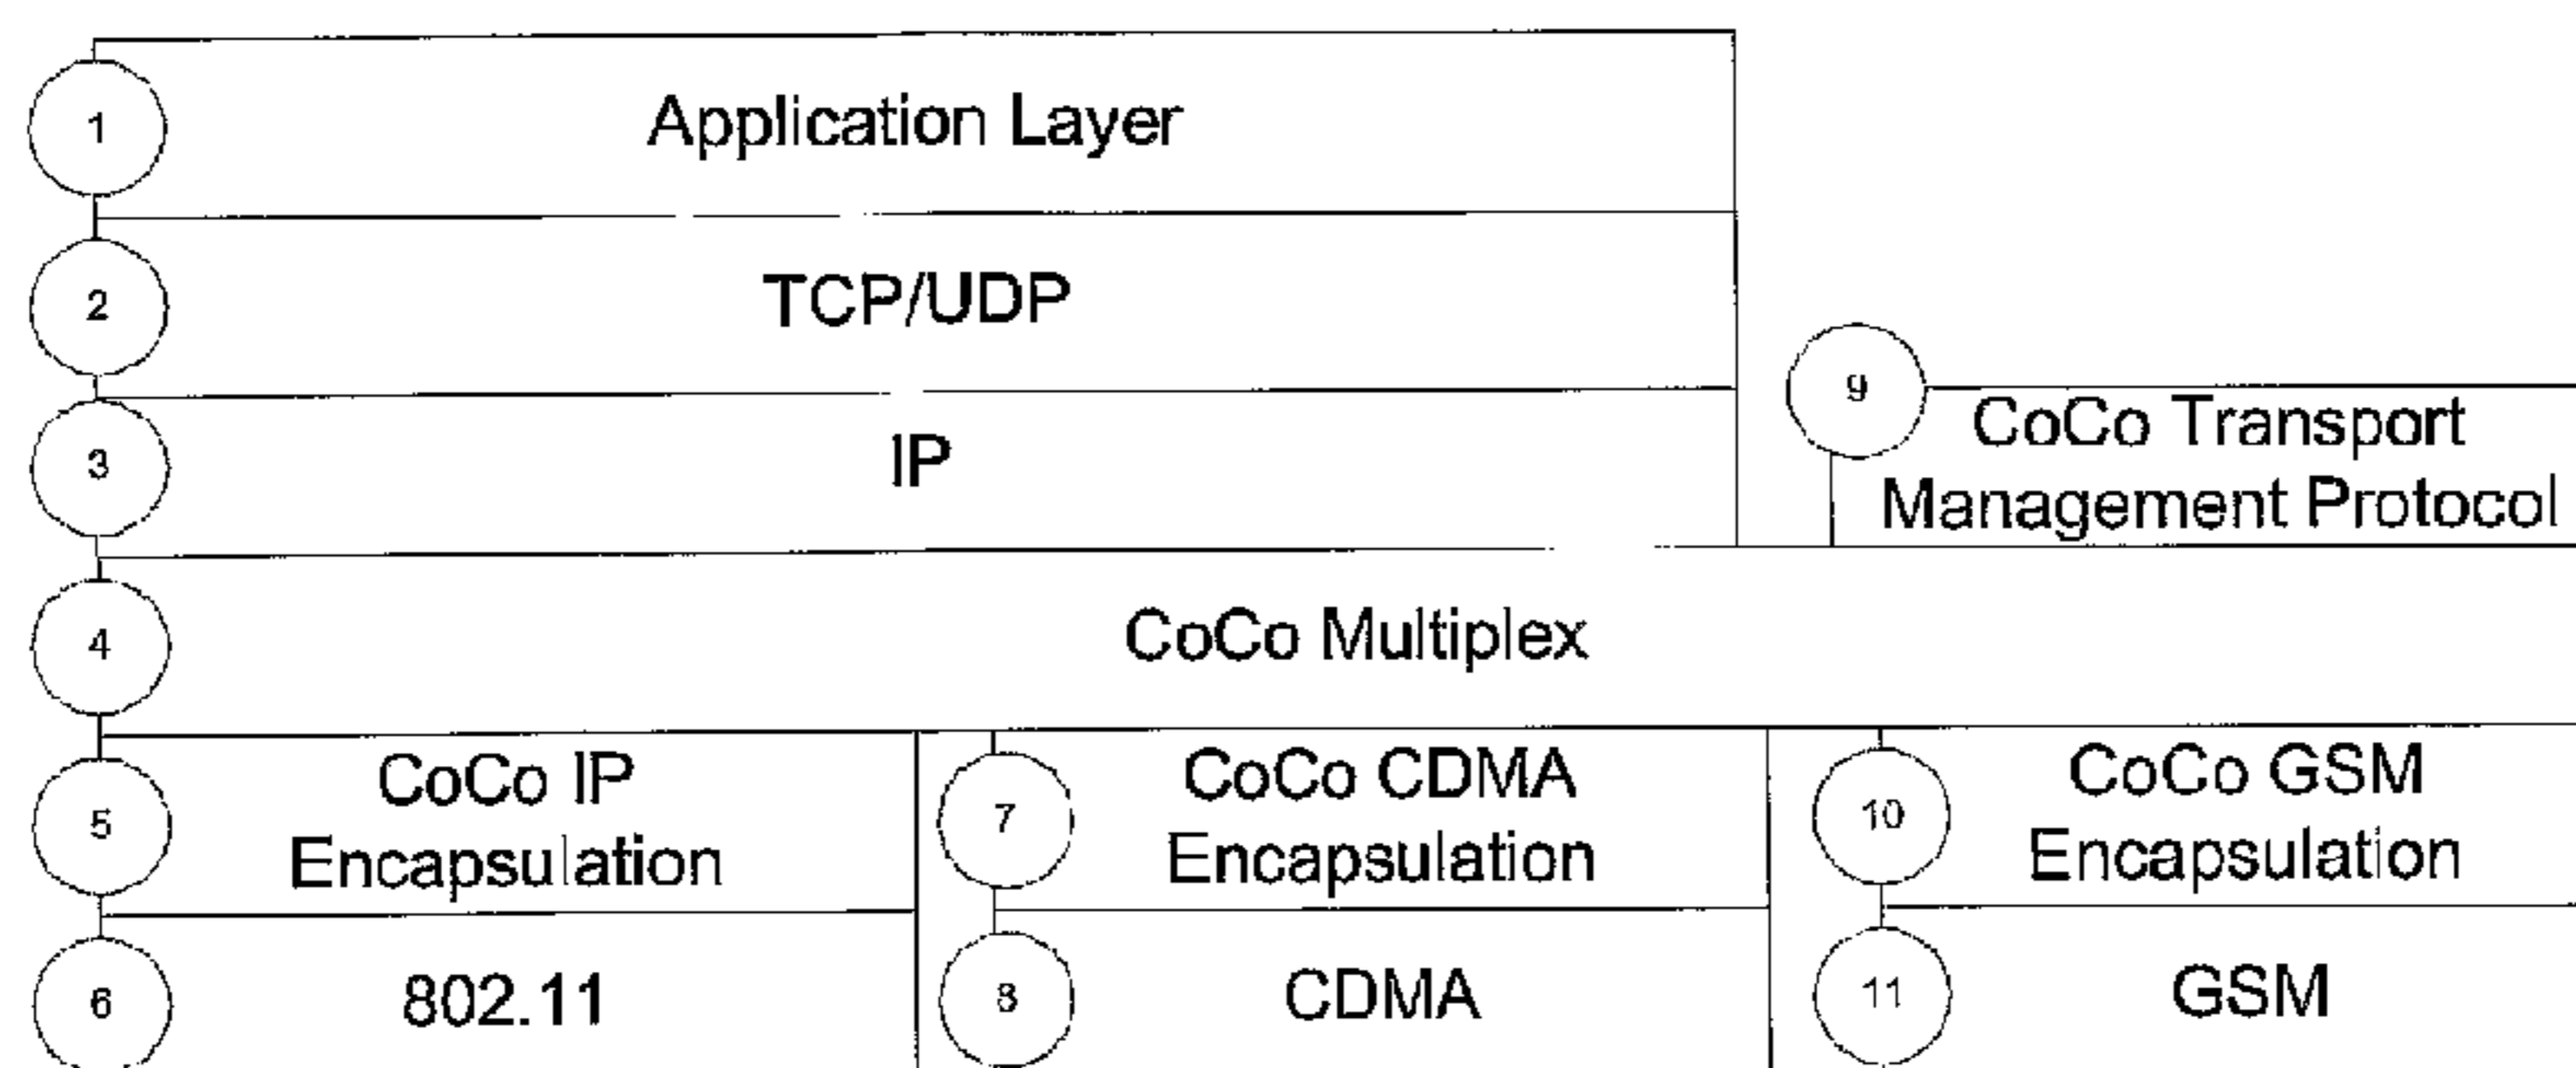 1
Application Layer
2
TCP/UDP
3
IP
9
CoCo Transport
Management Protocol
4
CoCo Multiplex
5
CoCo IP
Encapsulation
7
CoCo CDMA
Encapsulation
10
CoCo GSM
Encapsulation
6
802.11
8
CDMA
11
GSM